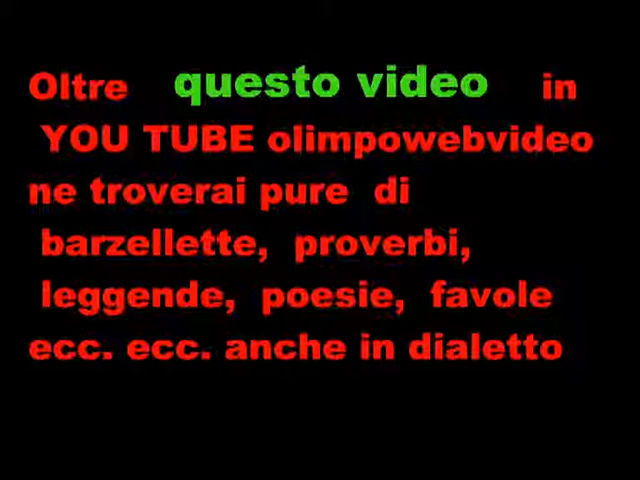 Oltre questo video in
YOU TUBE olimpowebvideo
ne troverai pure di
barzellette, proverbi,
leggende, poesie, favole
ecc. ecc. anche in dialetto